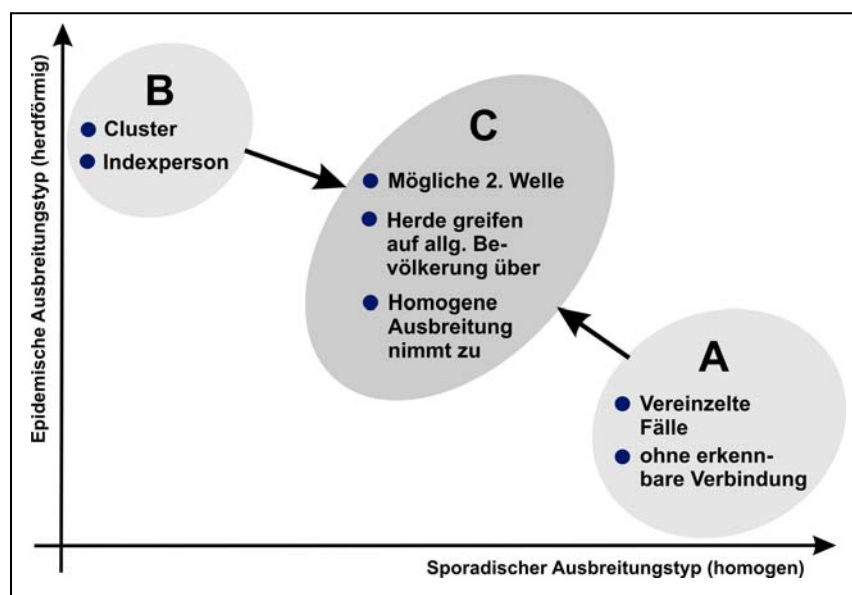 Epidemische Ausbreitungstyp (herdförmig)
B
Cluster
Indexperson
C
Mögliche 2. Welle
Herde greifen
auf allg. Be-
völkerung über
Homogene
Ausbreitung
nimmt zu
A
Vereinzelte
Fälle
ohne erkenn-
bare Verbindung
Sporadischer Ausbreitungstyp (homogen)